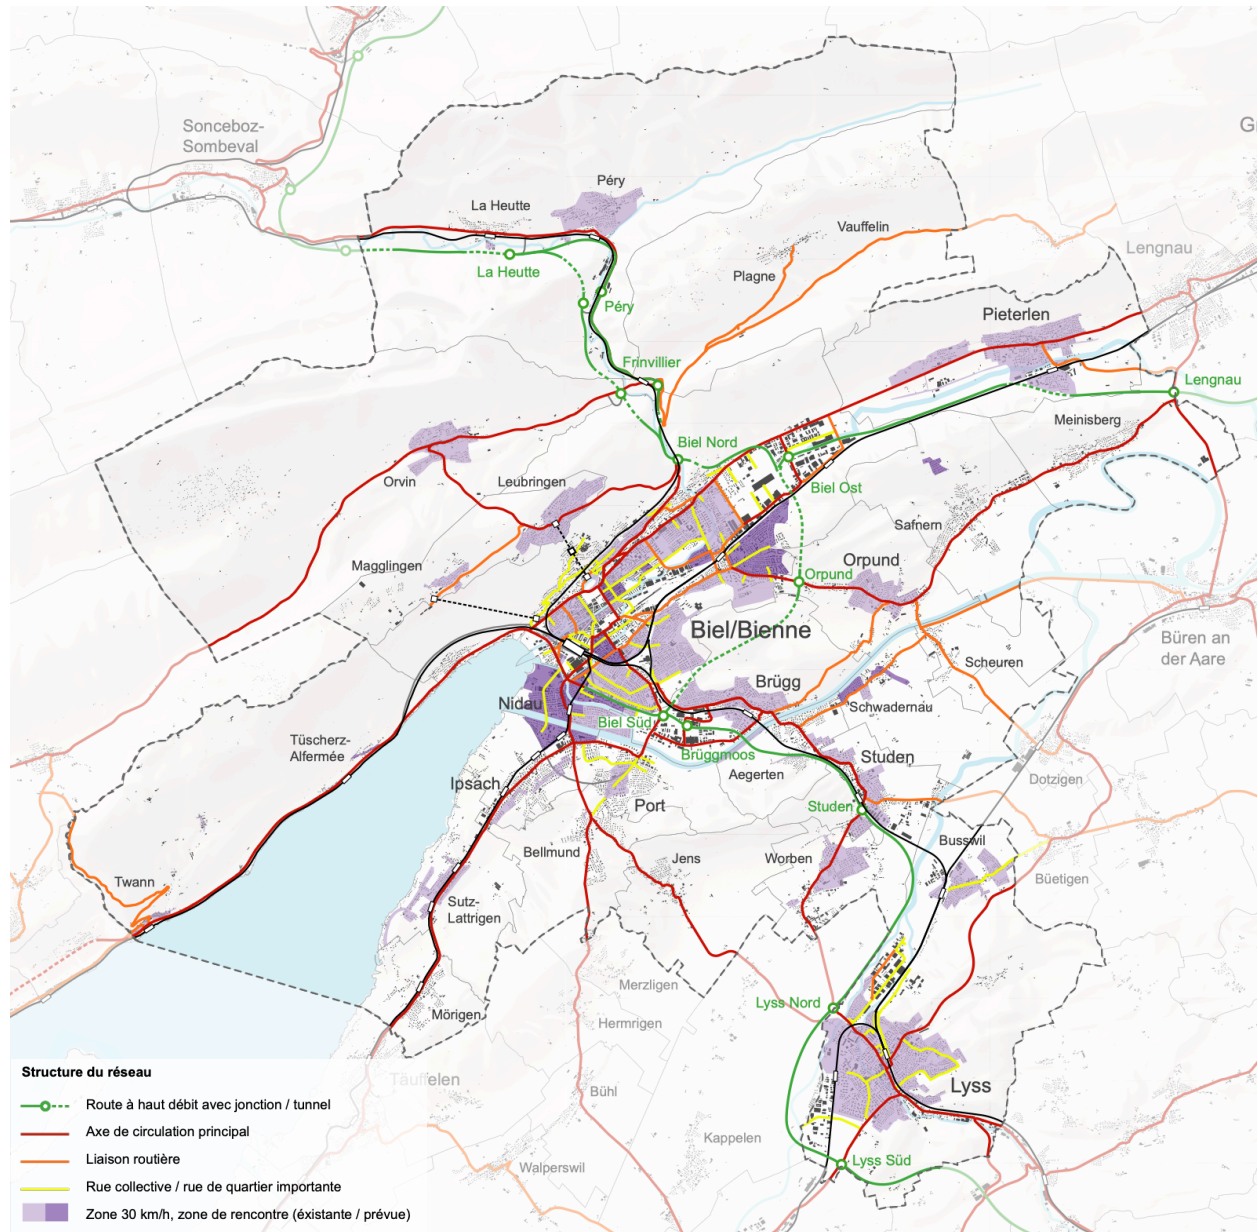 Sonceboz-
Sombeval
G
Péry
La Heutte
Vauffelin
Lengnau
La Heutte
Plagne
Péry
Pieterlen
Frinvillier
Lengnau
Meinisberg
Biel Nord
Orvin
Leubringen
Biel Ost
Safnern
Magglingen
Orpund
Orpund
Biel/Bienne
Büren an
der Aare
Scheuren
Brügg
Nidau
Schwadernau
Biel Süd
Tüscherz-
Alfermée
Brüggmoos
Studen
Aegerten
Dotzigen
Ipsach
Port
Studen
Busswil
Bellmund
Jens
Worben
Büetigen
Twann
Sutz-
Lattrigen
Merzligen
Lyss Nord
Mörigen
Hermrigen
Täuffelen
Lyss
Bühl
Kappelen
Lyss Süd
Walperswil
Structure du réseau
Route à haut débit avec jonction / tunnel
Axe de circulation principal
Liaison routière
Rue collective / rue de quartier importante
Zone 30 km/h, zone de rencontre (éxistante / prévue)